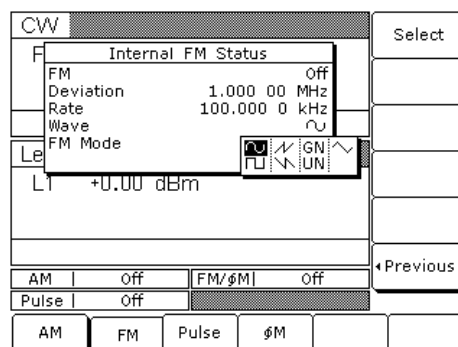 CW
Select
F
Internal FM Status
FM Off
Deviation 1.000 00 MHz
Rate 100.000 0 kHz
Wave
FM Mode
GN
UN
Le
L1 +0.00 dBm
Previous
AM Off FM/ϕM Off
Pulse Off
AM FM Pulse ϕM